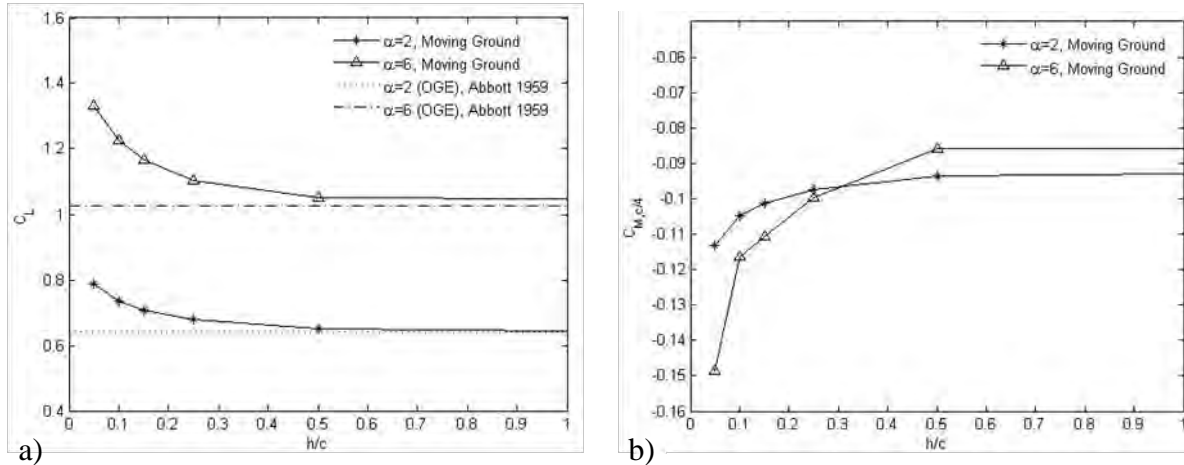 1.6
1.4
1.2
1
0.8
0.6
0.4
C_L
0 0.1 0.2 0.3 0.4 0.5 0.6 0.7 0.8 0.9 1
h/c
α=2, Moving Ground
α=6, Moving Ground
α=2 (OGE), Abbott 1959
α=6 (OGE), Abbott 1959
a)
-0.05
-0.06
-0.07
-0.08
-0.09
-0.1
-0.11
-0.12
-0.13
-0.14
-0.15
-0.16
C_M,c/4
0 0.1 0.2 0.3 0.4 0.5 0.6 0.7 0.8 0.9 1
h/c
α=2, Moving Ground
α=6, Moving Ground
b)